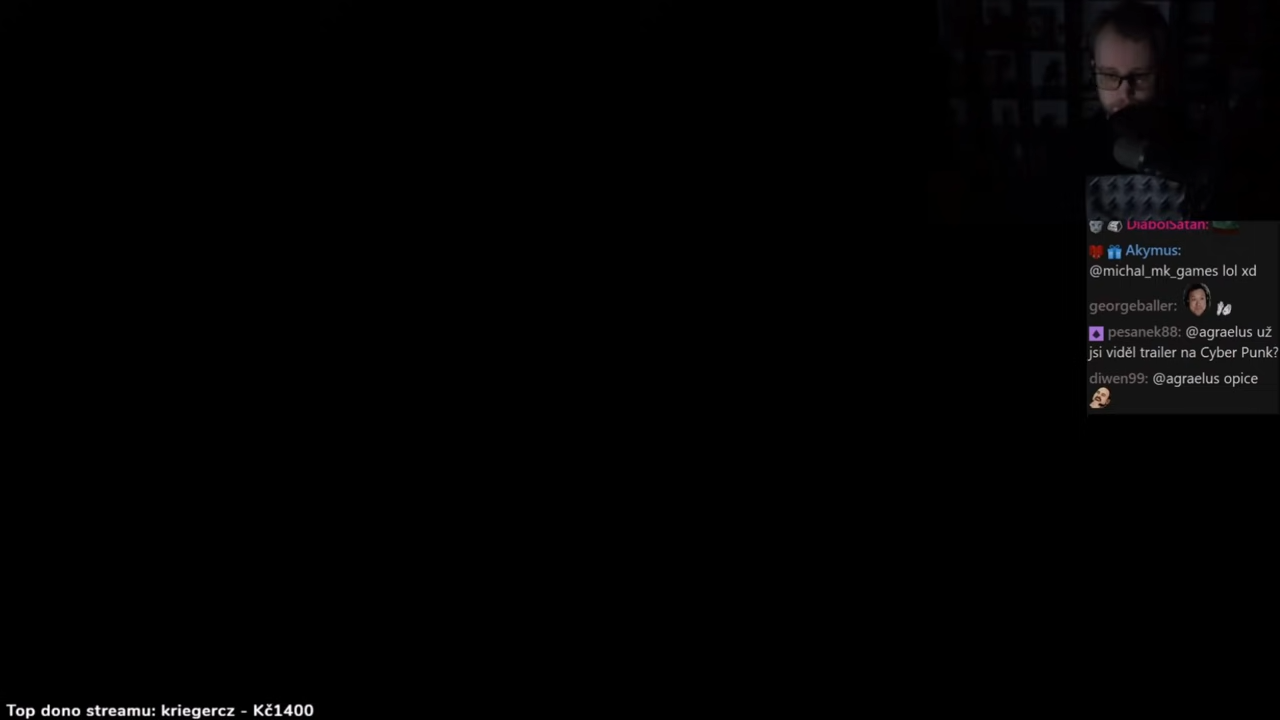 DiabolSatan:
Akymus:
@michal_mk_games lol xd
georgeballer:
pesanek88: @agraelus už
jsi viděl trailer na Cyber Punk?
diwen99: @agraelus opice
Top dono streamu: kriegercz - Kč1400